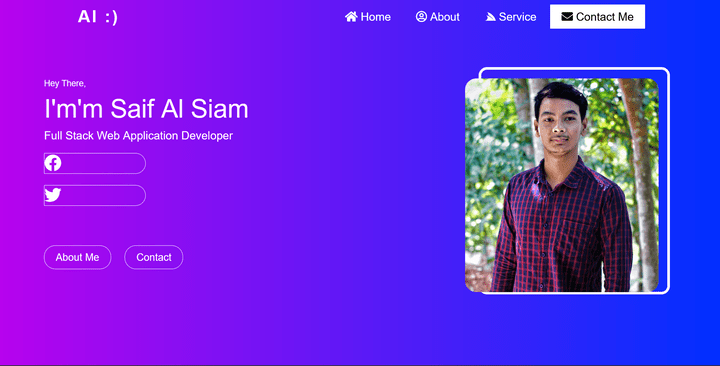 AI :)
Home
About
Service
Contact Me
Hey There,
I'm'm Saif Al Siam
Full Stack Web Application Developer
About Me
Contact